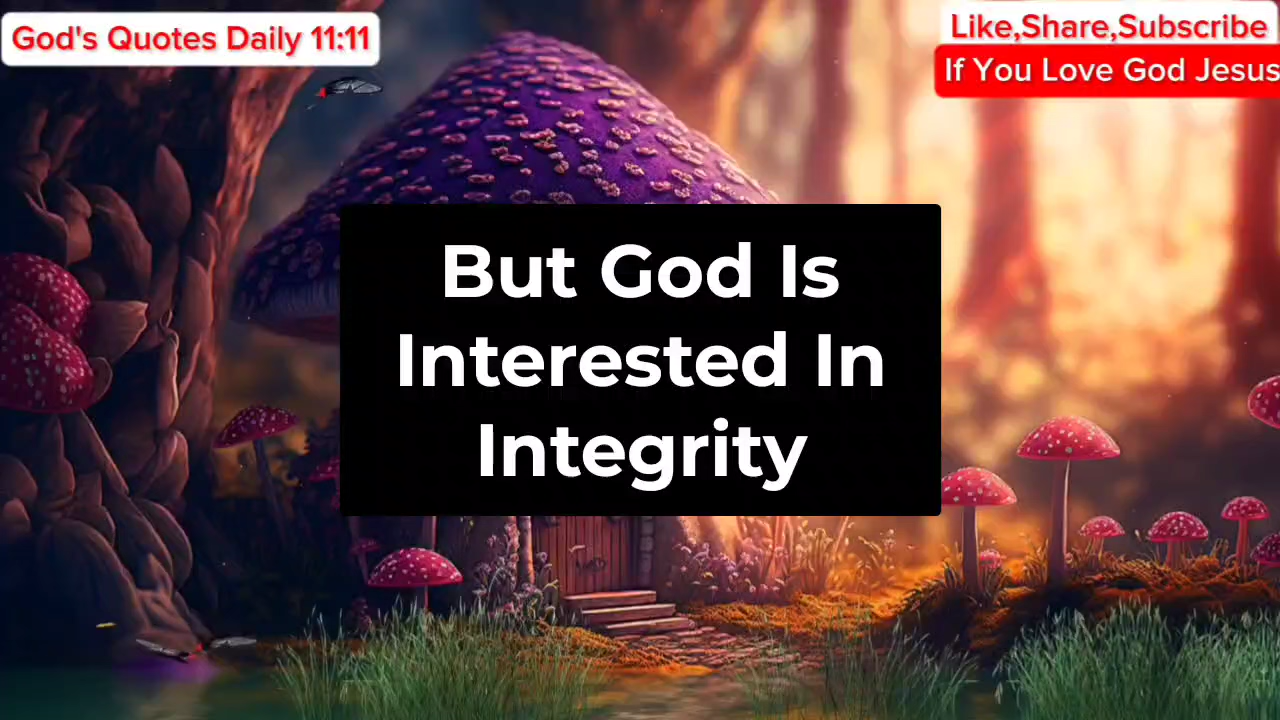 God's Quotes Daily 11:11
Like,Share,Subscribe
If You Love God Jesus
But God Is
Interested In
Integrity